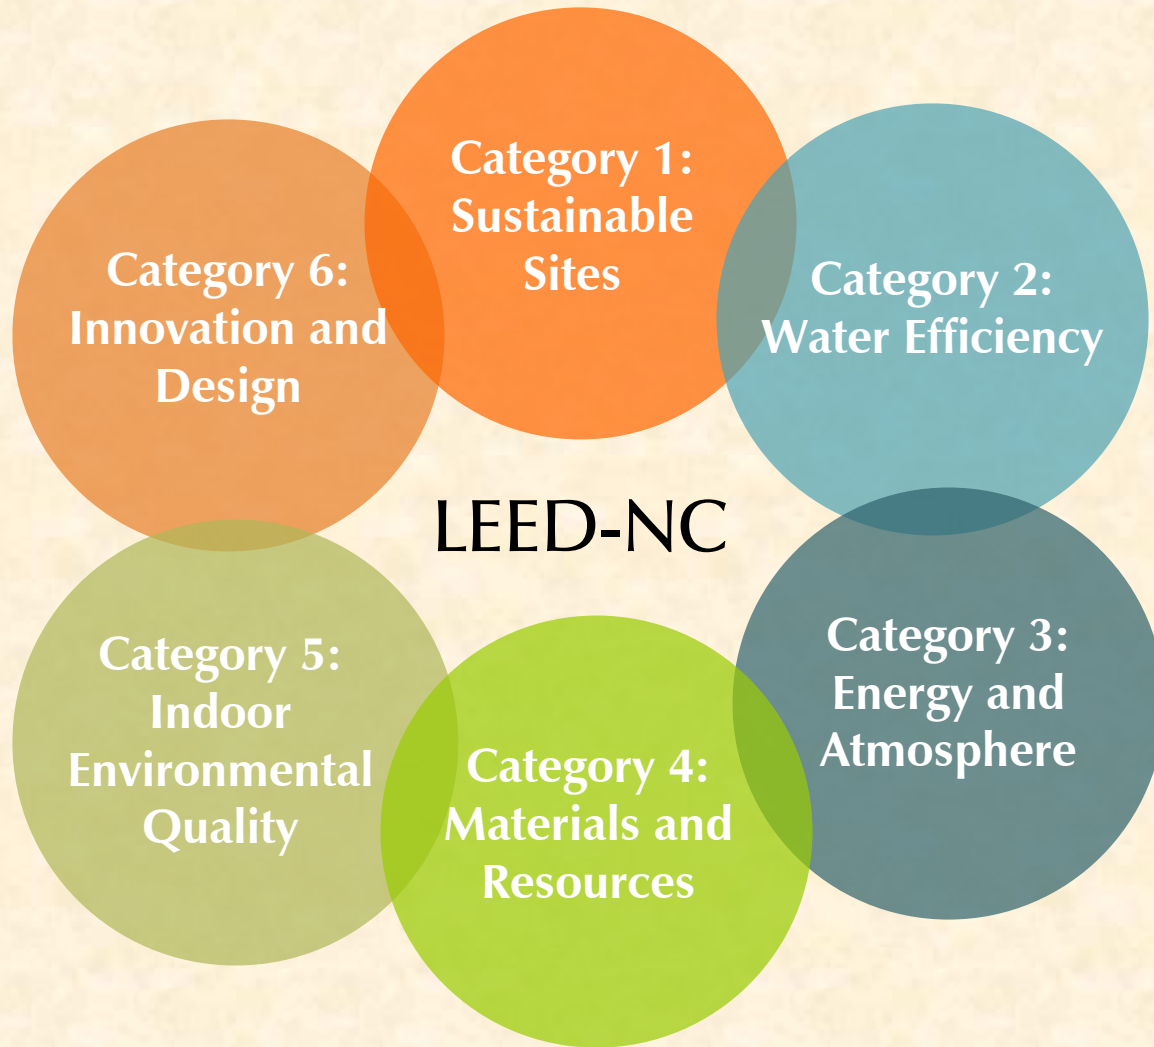 Category 1:
Sustainable
Sites
Category 2:
Water Efficiency
Category 3:
Energy and
Atmosphere
Category 4:
Materials and
Resources
Category 5:
Indoor
Environmental
Quality
Category 6:
Innovation and
Design
LEED-NC